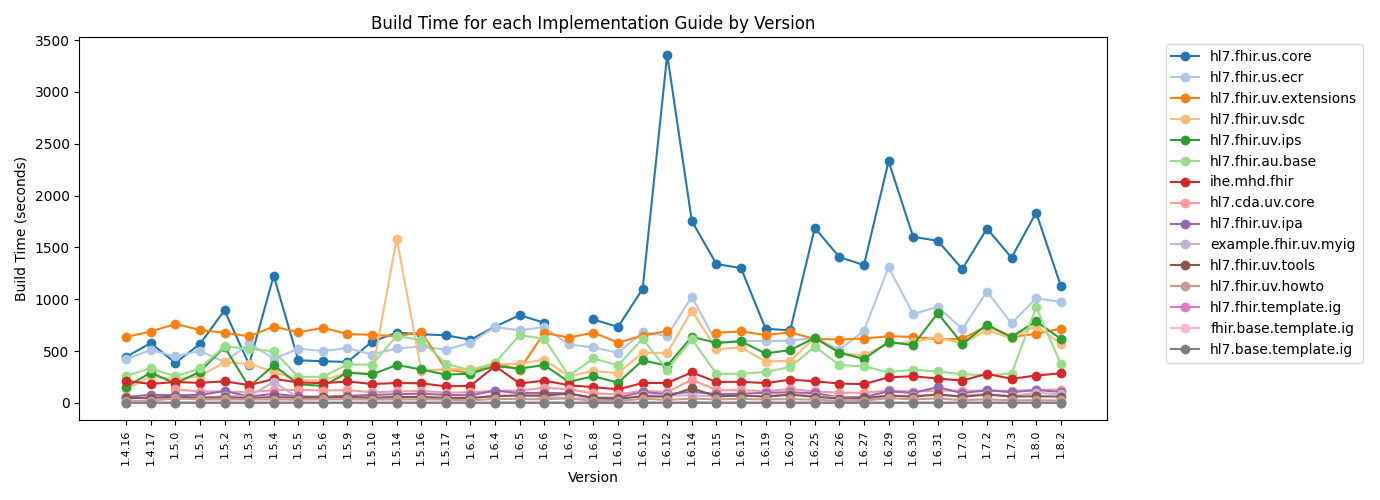 Build Time for each Implementation Guide by Version
Build Time (seconds)
3500
3000
2500
2000
1500
1000
500
0
1.4.16
1.4.17
1.5.0
1.5.1
1.5.2
1.5.3
1.5.4
1.5.5
1.5.6
1.5.9
1.5.10
1.5.14
1.5.16
1.5.17
1.6.1
1.6.4
1.6.5
1.6.6
1.6.7
1.6.8
1.6.10
1.6.11
1.6.12
1.6.14
1.6.15
1.6.17
1.6.19
1.6.20
1.6.25
1.6.26
1.6.27
1.6.29
1.6.30
1.6.31
1.7.0
1.7.2
1.7.3
1.8.0
1.8.2
Version
hl7.fhir.us.core
hl7.fhir.us.ecr
hl7.fhir.uv.extensions
hl7.fhir.uv.sdc
hl7.fhir.uv.ips
hl7.fhir.au.base
ihe.mhd.fhir
hl7.cda.uv.core
hl7.fhir.uv.ipa
example.fhir.uv.myig
hl7.fhir.uv.tools
hl7.fhir.uv.howto
hl7.fhir.template.ig
fhir.base.template.ig
hl7.base.template.ig